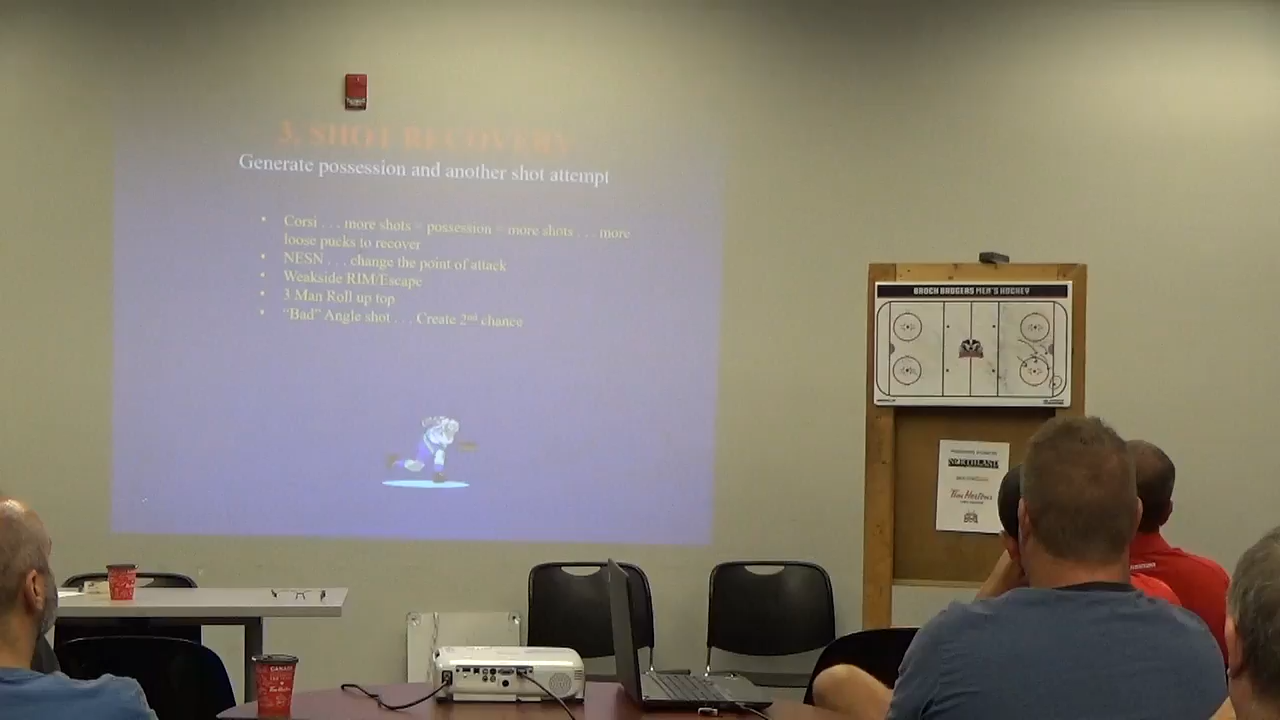 3. SHOT RECOVERY
Generate possession and another shot attempt
• Corsi . . . more shots = possession = more shots . . . more
loose pucks to recover
• NESN . . . change the point of attack
• Weakside RIM/Escape
• 3 Man Roll up top
• “Bad” Angle shot . . . Create 2nd chance
BROCK BADGERS MEN'S HOCKEY
NORTHLAND
Tim Hortons
CANADA